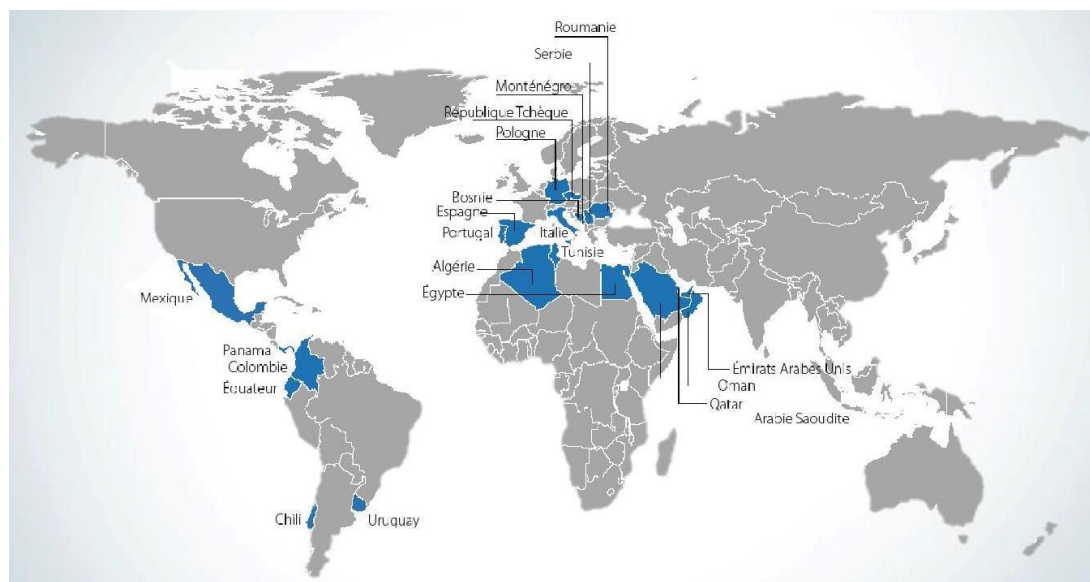 Roumanie
Serbie
Monténégro
République Tchèque
Pologne
Bosnie
Espagne
Portugal
Italie
Tunisie
Algérie
Égypte
Mexique
Panama
Colombie
Équateur
Émirats Arabes Unis
Oman
Qatar
Arabie Saoudite
Chili
Uruguay